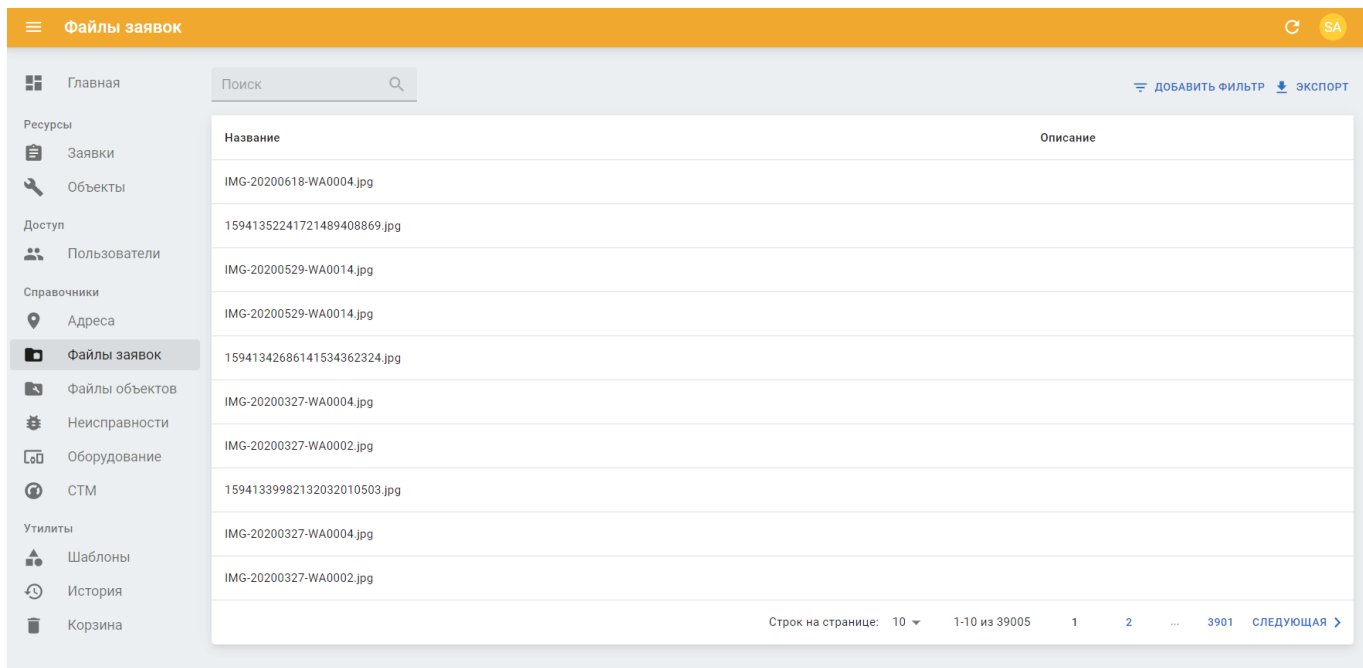 Файлы заявок
SA
Главная
Ресурсы
Заявки
Объекты
Доступ
Пользователи
Справочники
Адреса
Файлы заявок
Файлы объектов
Неисправности
Оборудование
СТМ
Утилиты
Шаблоны
История
Корзина
Поиск
ДОБАВИТЬ ФИЛЬТР ЭКСПОРТ
Название Описание
IMG-20200618-WA0004.jpg
15941352241721489408869.jpg
IMG-20200529-WA0014.jpg
IMG-20200529-WA0014.jpg
15941342686141534362324.jpg
IMG-20200327-WA0004.jpg
IMG-20200327-WA0002.jpg
15941339982132032010503.jpg
IMG-20200327-WA0004.jpg
IMG-20200327-WA0002.jpg
Строк на странице: 10 1-10 из 39005 1 2 ... 3901 СЛЕДУЮЩАЯ